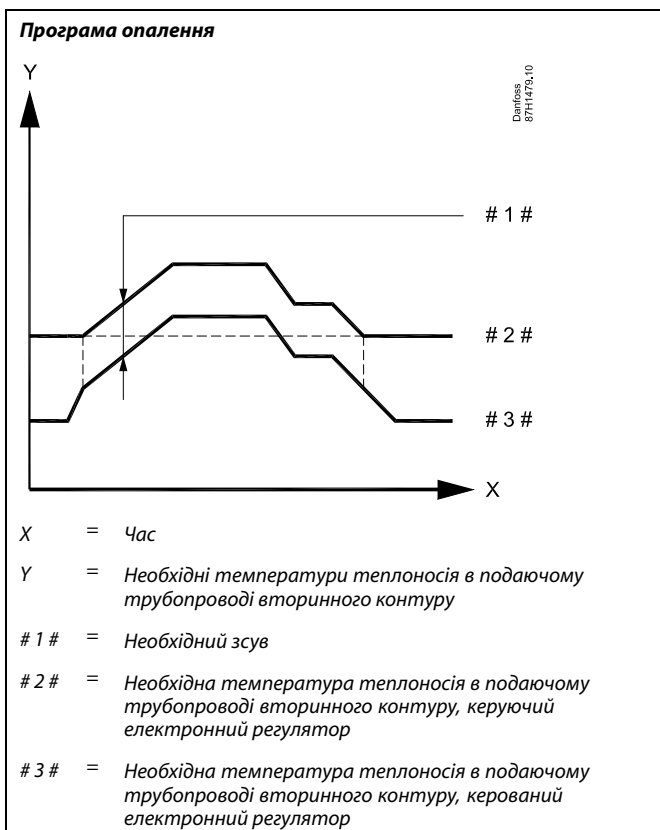 Програма опалення
Y
Danfoss
87H1479.10
# 1 #
# 2 #
# 3 #
X
X = Час
Y = Необхідні температури теплоносія в подаючому
трубопроводі вторинного контуру
# 1 # = Необхідний зсув
# 2 # = Необхідна температура теплоносія в подаючому
трубопроводі вторинного контуру, керуючий
електронний регулятор
# 3 # = Необхідна температура теплоносія в подаючому
трубопроводі вторинного контуру, керований
електронний регулятор